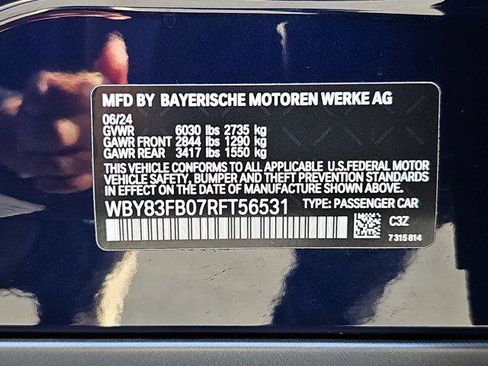 MFD BY BAYERISCHE MOTOREN WERKE AG
06/24
GVWR 6030 lbs 2735 kg
GAWR FRONT 2844 lbs 1290 kg
GAWR REAR 3417 lbs 1550 kg
THIS VEHICLE CONFORMS TO ALL APPLICABLE U.S.FEDERAL MOTOR
VEHICLE SAFETY, BUMPER, AND THEFT PREVENTION STANDARDS
IN EFFECT ON THE DATE OF MANUFACTURE SHOWN ABOVE.
WBY83FB07RFT56531 TYPE: PASSENGER CAR
C3Z
7315814